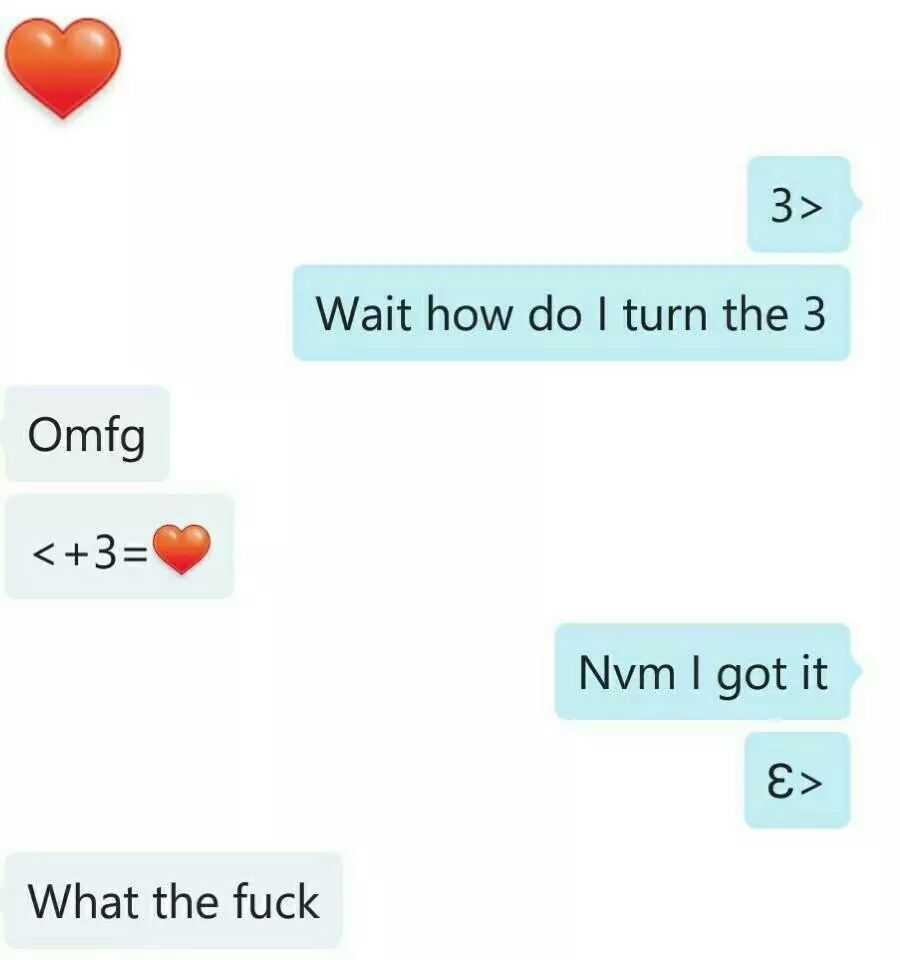 3>
Wait how do I turn the 3
Omfg
<+3=❤
Nvm I got it
Ɛ>
What the fuck